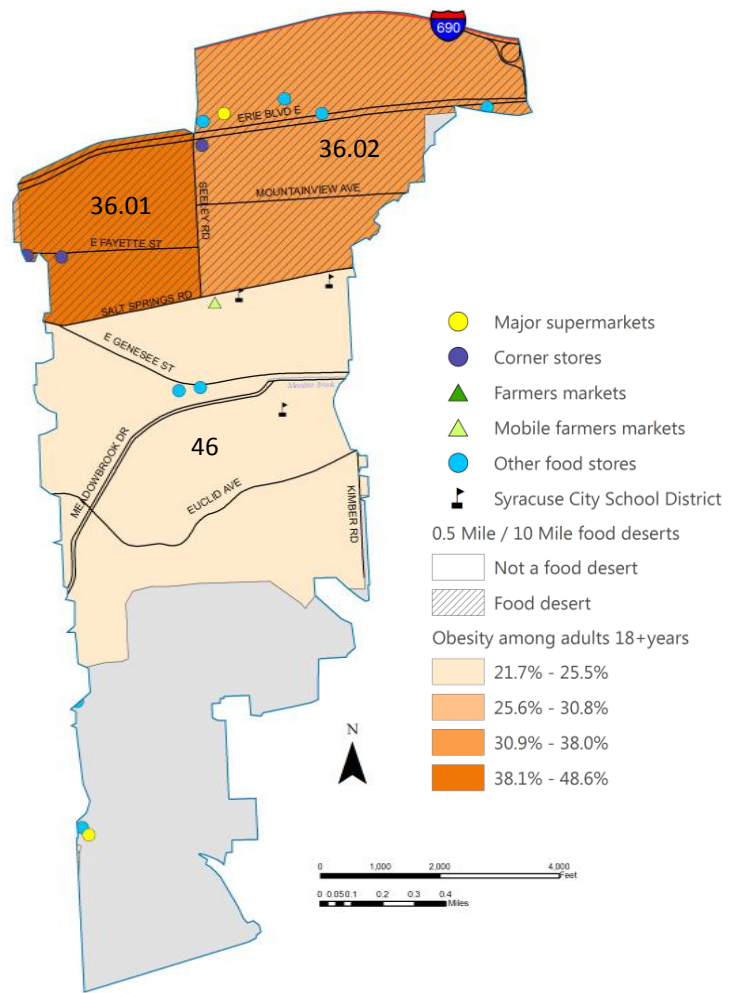 690
ERIE BLVD E
36.02
MOUNTAINVIEW AVE
SEELEY RD
36.01
E FAYETTE ST
SALT SPRINGS RD
E GENESEE ST
Meadow Brook
MEADOWBROOK DR
46
EUCLID AVE
KIMBER RD
Major supermarkets
Corner stores
Farmers markets
Mobile farmers markets
Other food stores
Syracuse City School District
0.5 Mile / 10 Mile food deserts
Not a food desert
Food desert
Obesity among adults 18+years
21.7% - 25.5%
25.6% - 30.8%
30.9% - 38.0%
38.1% - 48.6%
N
0 1,000 2,000 4,000
Feet
0 0.050.1 0.2 0.3 0.4
Miles